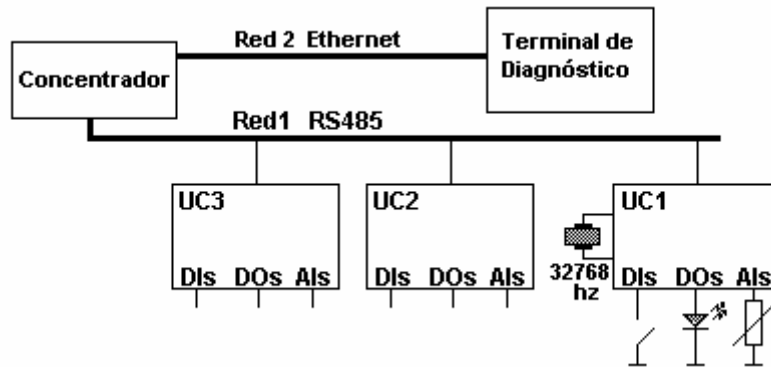 Red 2 Ethernet
Terminal de
Diagnóstico
Concentrador
Red1 RS485
UC3
UC2
UC1
32768
hz
DIs DOs AIs
DIs DOs AIs
DIs DOs AIs